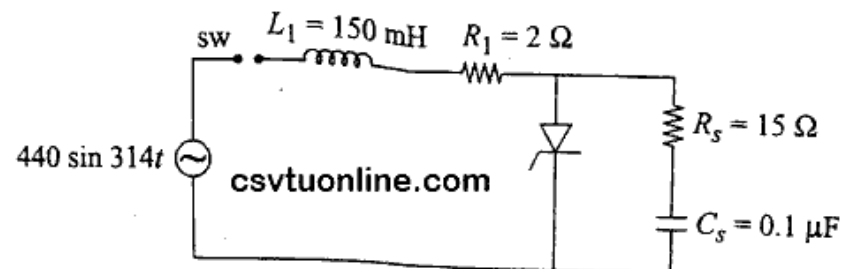 sw L₁ = 150 mH R₁ = 2 Ω
Rₛ = 15 Ω
440 sin 314t
csvtuonline.com
Cₛ = 0.1 μF